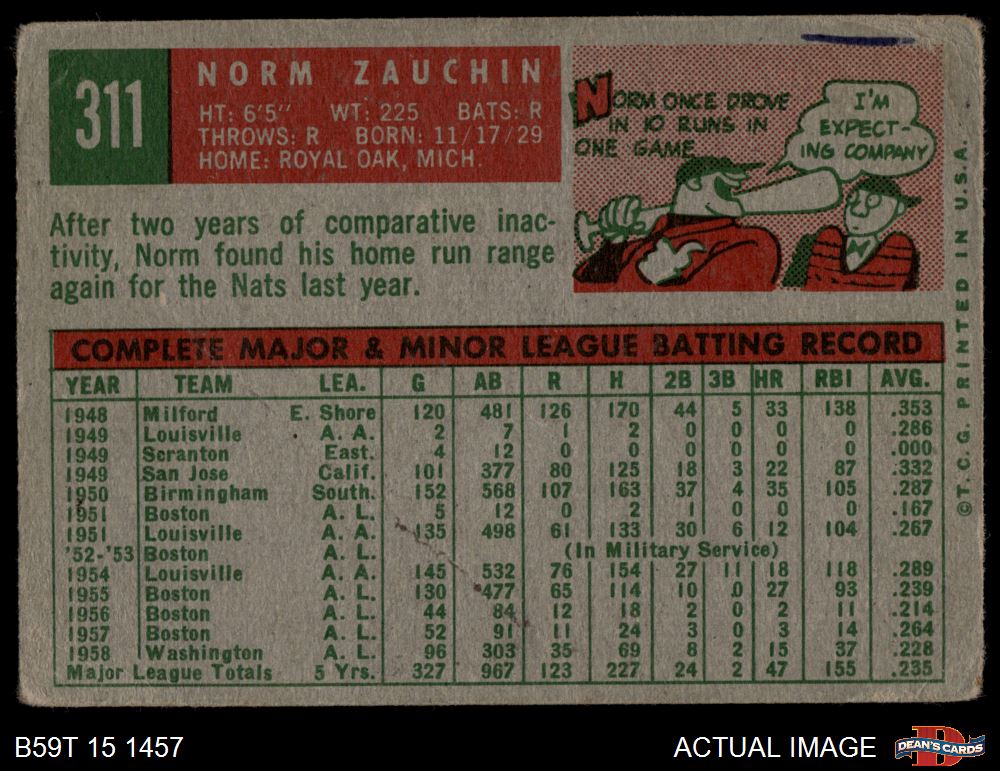 311
NORM ZAUCHIN
HT: 6'5" WT: 225 BATS: R
THROWS: R BORN: 11/17/29
HOME: ROYAL OAK, MICH.
NORM ONCE DROVE
IN 10 RUNS IN
ONE GAME
I'M
EXPECT-
ING COMPANY
After two years of comparative inac-
tivity, Norm found his home run range
again for the Nats last year.
COMPLETE MAJOR & MINOR LEAGUE BATTING RECORD
YEAR TEAM LEA. G AB R H 2B 3B HR RBI AVG.
1948 Milford E. Shore 120 481 126 170 44 5 33 138 .353
1949 Louisville A. A. 2 7 1 2 0 0 0 0 .286
1949 Scranton East. 4 12 0 0 0 0 0 0 .000
1949 San Jose Calif. 101 377 80 125 18 3 22 87 .332
1950 Birmingham South. 152 568 107 163 37 4 35 105 .287
1951 Boston A. L. 5 12 0 2 1 0 0 0 .167
1951 Louisville A. A. 135 498 61 133 30 6 12 104 .267
'52-'53 Boston A. L. (In Military Service)
1954 Louisville A. A. 145 532 76 154 27 11 18 118 .289
1955 Boston A. L. 130 477 65 114 10 0 27 93 .239
1956 Boston A. L. 44 84 12 18 2 0 2 11 .214
1957 Boston A. L. 52 91 11 24 3 0 3 14 .264
1958 Washington A. L. 96 303 35 69 8 2 15 37 .228
Major League Totals 5 Yrs. 327 967 123 227 24 2 47 155 .235
©T.C.G. PRINTED IN U.S.A.
B59T 15 1457
ACTUAL IMAGE
DEAN'S CARDS